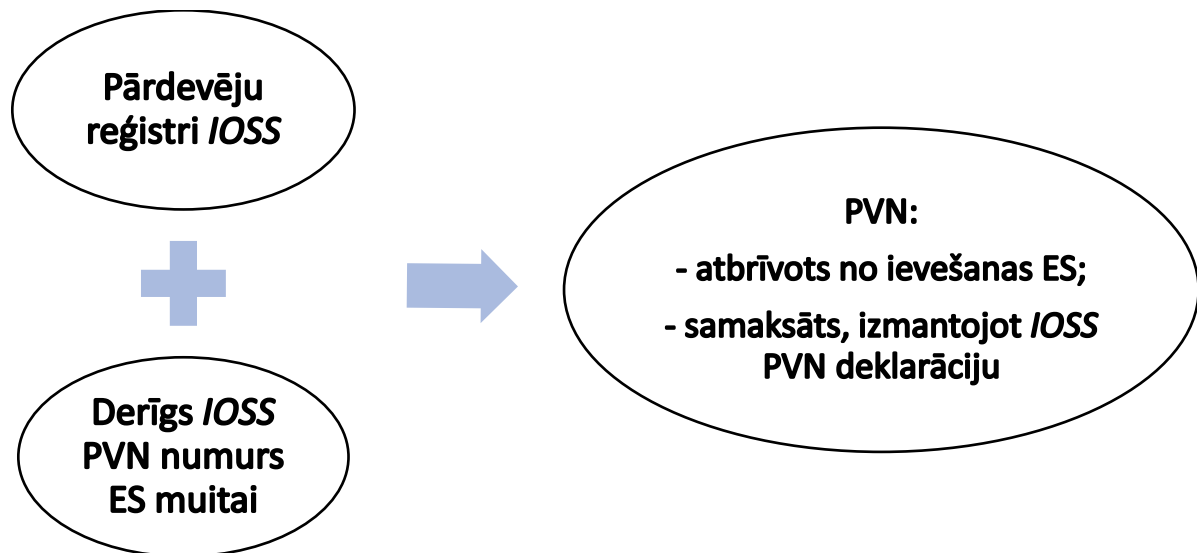 Pārdevēju
reģistri IOSS
Derīgs IOSS
PVN numurs
ES muitai
PVN:
- atbrīvots no ievešanas ES;
- samaksāts, izmantojot IOSS
PVN deklarāciju